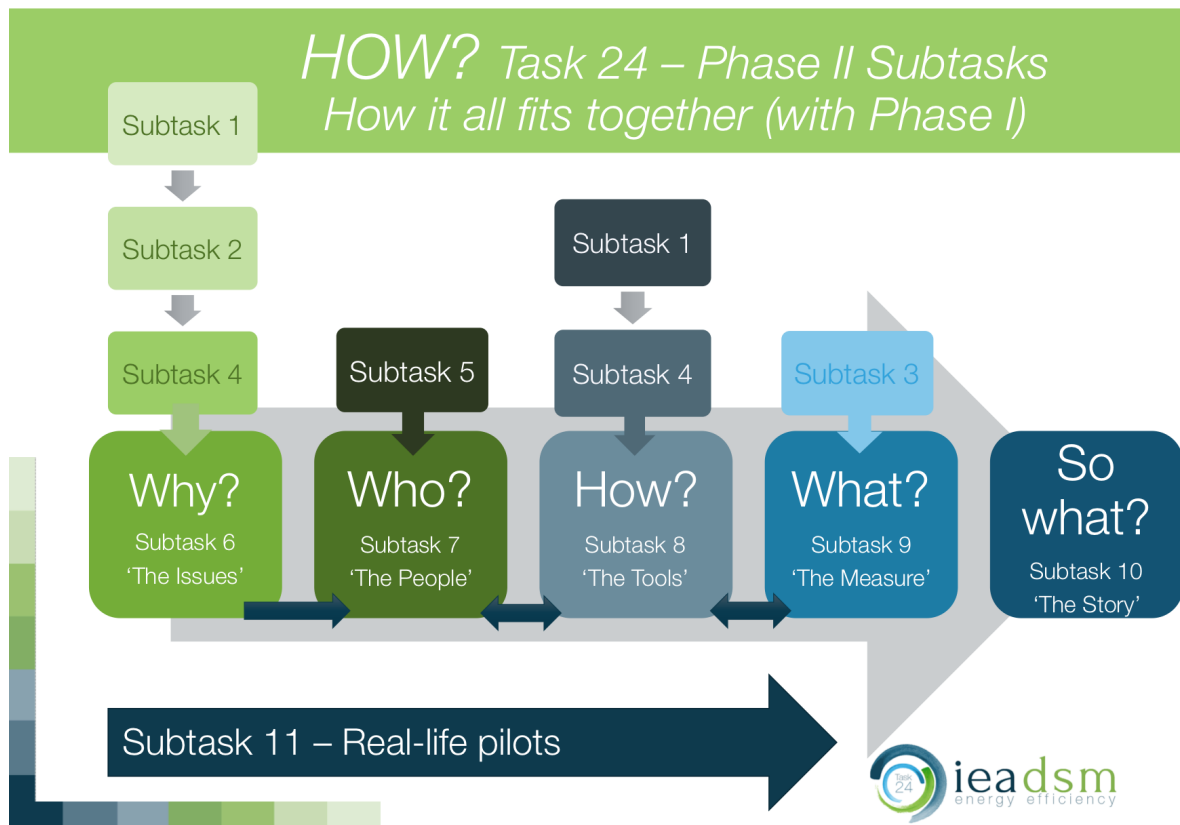 HOW? Task 24 – Phase II Subtasks
How it all fits together (with Phase I)
Subtask 1
Subtask 2
Subtask 4
Subtask 5
Subtask 1
Subtask 4
Subtask 3
Why?
Subtask 6
‘The Issues’
Who?
Subtask 7
‘The People’
How?
Subtask 8
‘The Tools’
What?
Subtask 9
‘The Measure’
So
what?
Subtask 10
‘The Story’
Subtask 11 – Real-life pilots
Task
24
ieadsm
energy efficiency